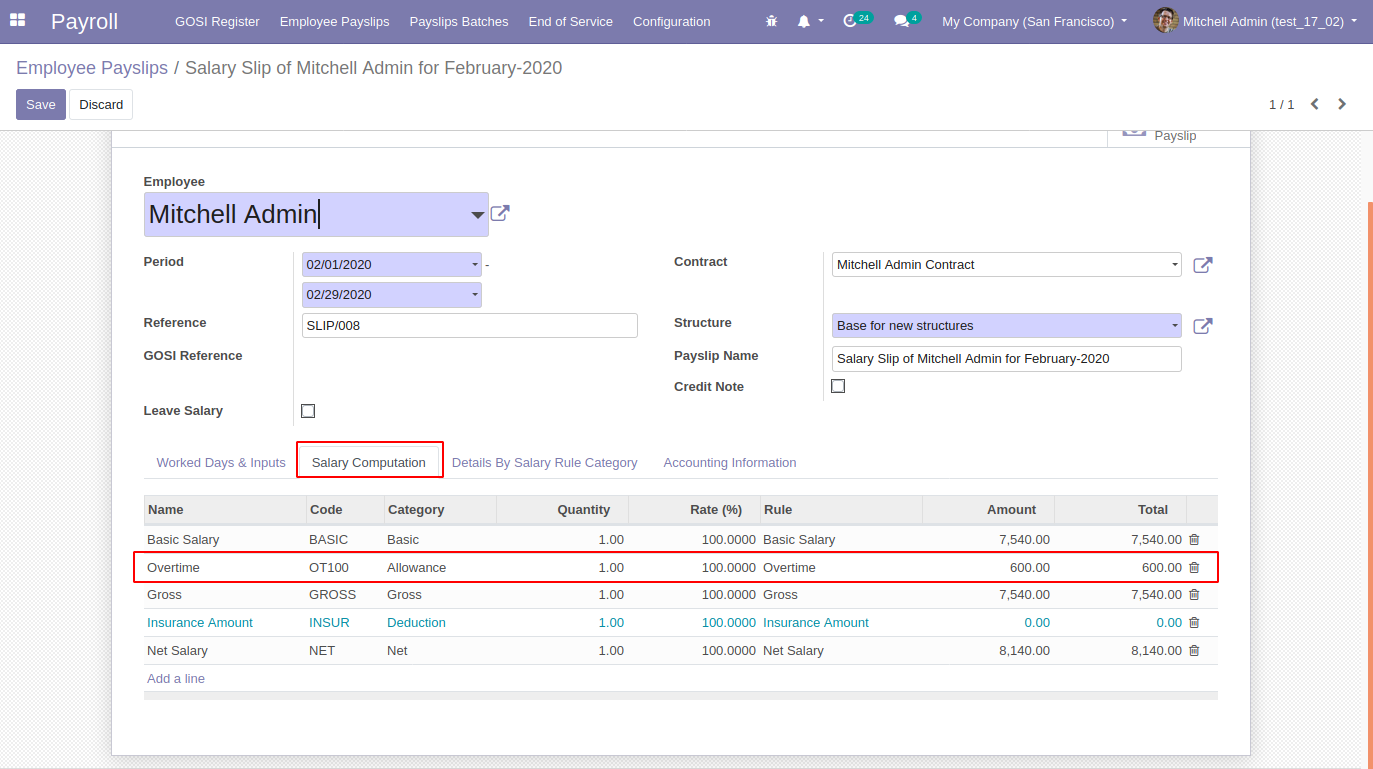 Payroll GOSI Register Employee Payslips Payslips Batches End of Service Configuration 24 4 My Company (San Francisco) Mitchell Admin (test_17_02)
Employee Payslips / Salary Slip of Mitchell Admin for February-2020
Save Discard 1 / 1
Payslip
Employee
Mitchell Admin
Period 02/01/2020 - Contract Mitchell Admin Contract
02/29/2020
Reference SLIP/008 Structure Base for new structures
GOSI Reference Payslip Name Salary Slip of Mitchell Admin for February-2020
Credit Note
Leave Salary
Worked Days & Inputs Salary Computation Details By Salary Rule Category Accounting Information
Name Code Category Quantity Rate (%) Rule Amount Total
Basic Salary BASIC Basic 1.00 100.0000 Basic Salary 7,540.00 7,540.00
Overtime OT100 Allowance 1.00 100.0000 Overtime 600.00 600.00
Gross GROSS Gross 1.00 100.0000 Gross 7,540.00 7,540.00
Insurance Amount INSUR Deduction 1.00 100.0000 Insurance Amount 0.00 0.00
Net Salary NET Net 1.00 100.0000 Net Salary 8,140.00 8,140.00
Add a line